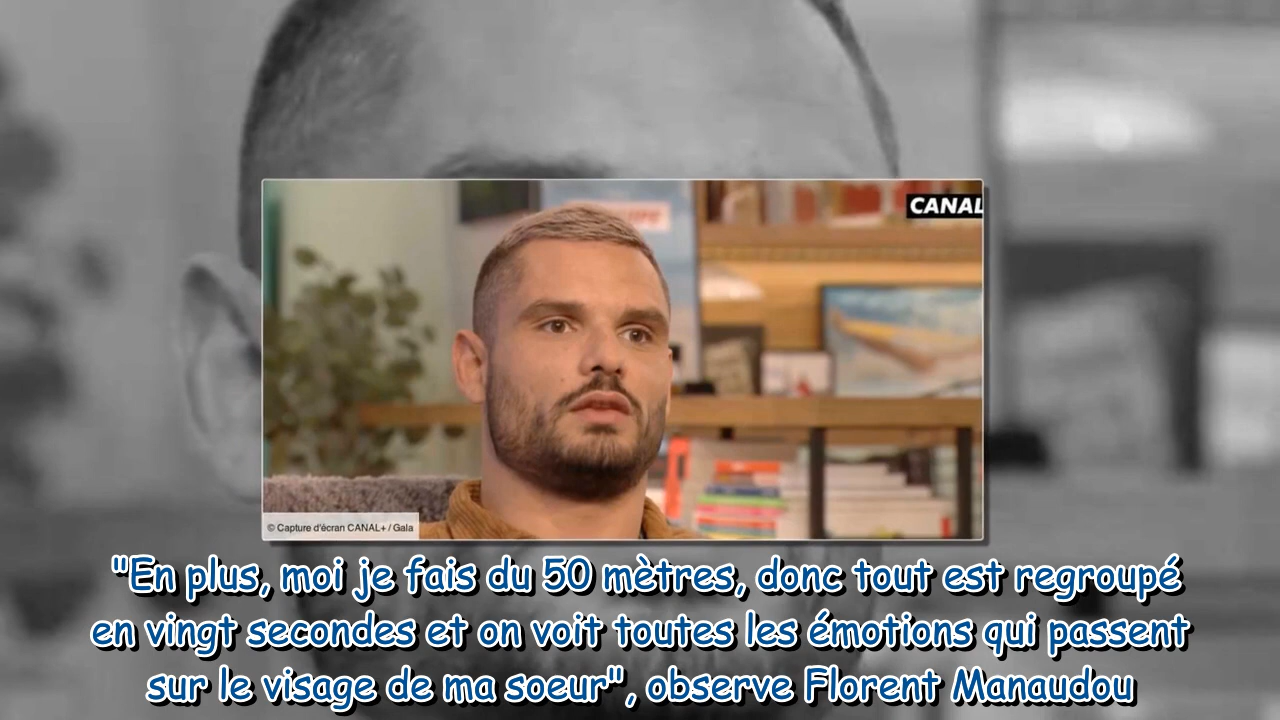 CANAL
© Capture d'écran CANAL+ / Gala
"En plus, moi je fais du 50 mètres, donc tout est regroupé
en vingt secondes et on voit toutes les émotions qui passent
sur le visage de ma soeur", observe Florent Manaudou